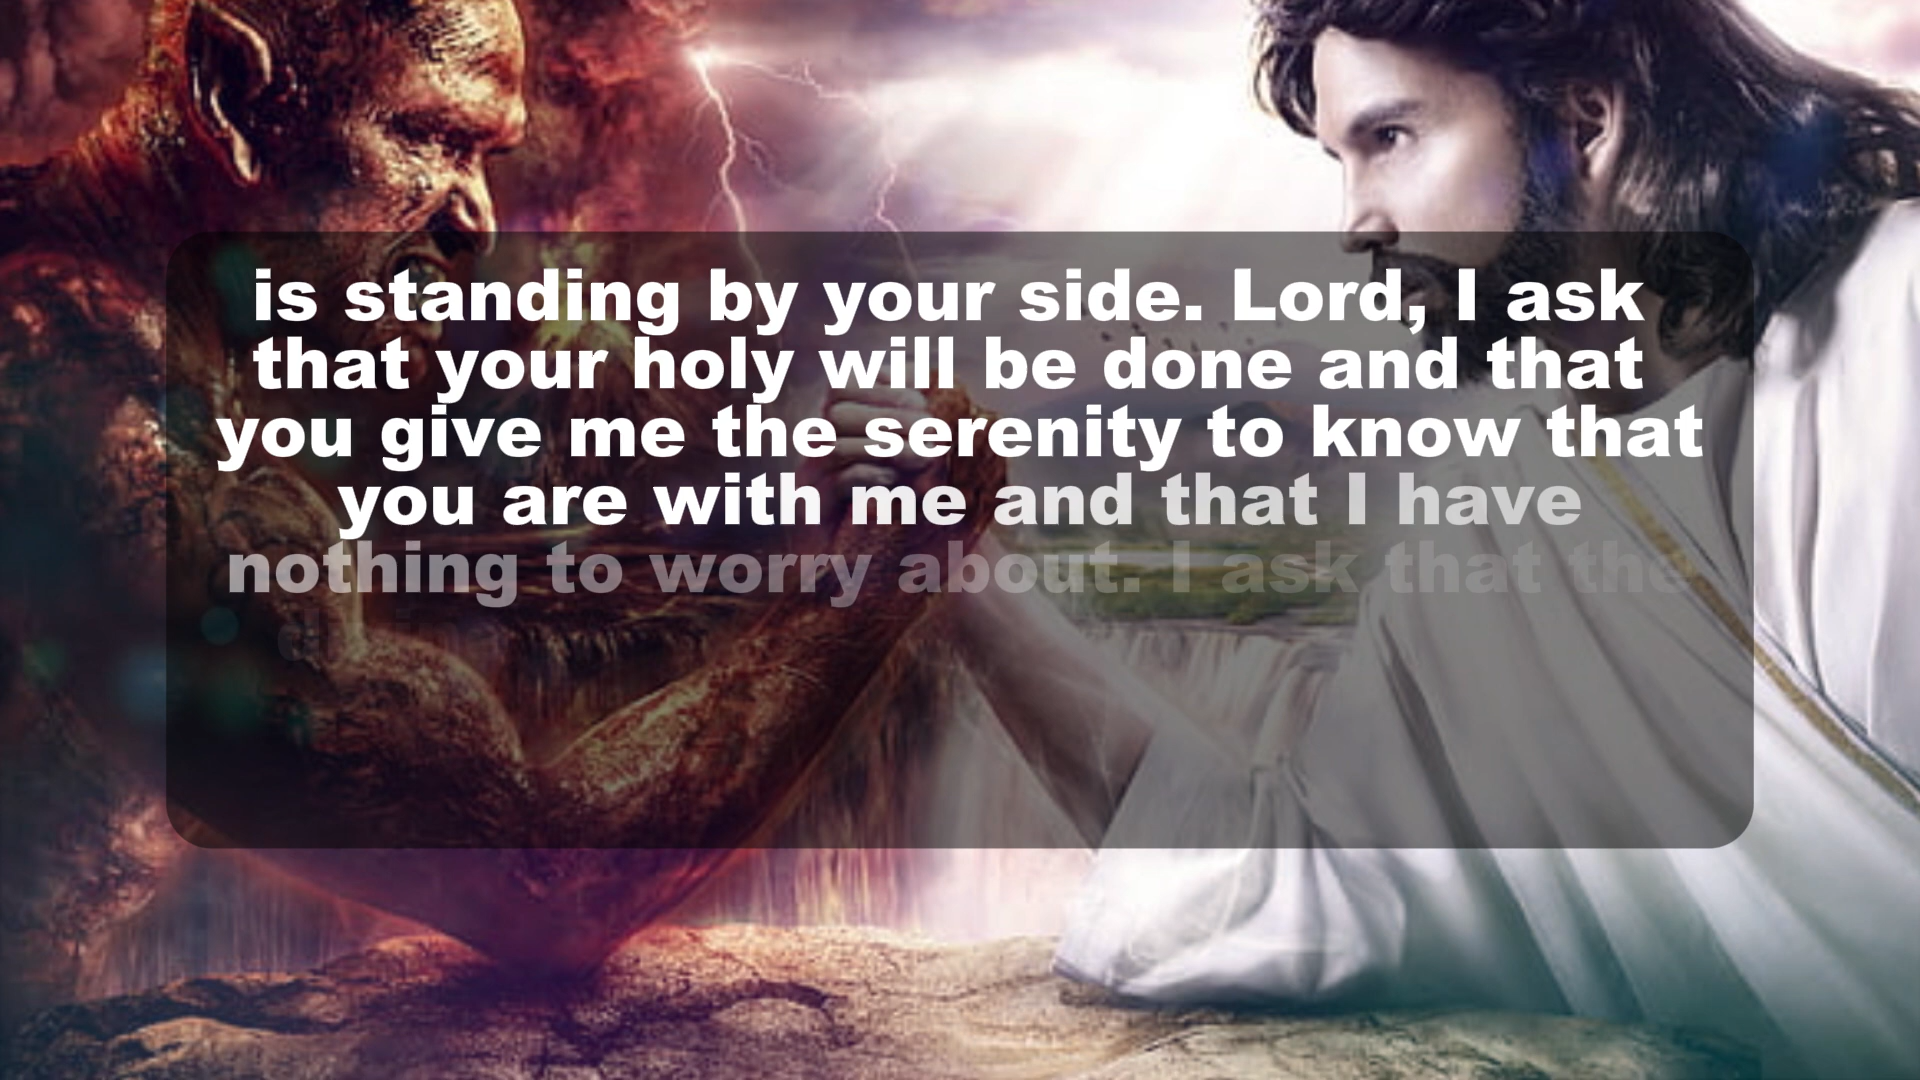 is standing by your side. Lord, I ask
that your holy will be done and that
you give me the serenity to know that
you are with me and that I have
nothing to worry about. I ask that the